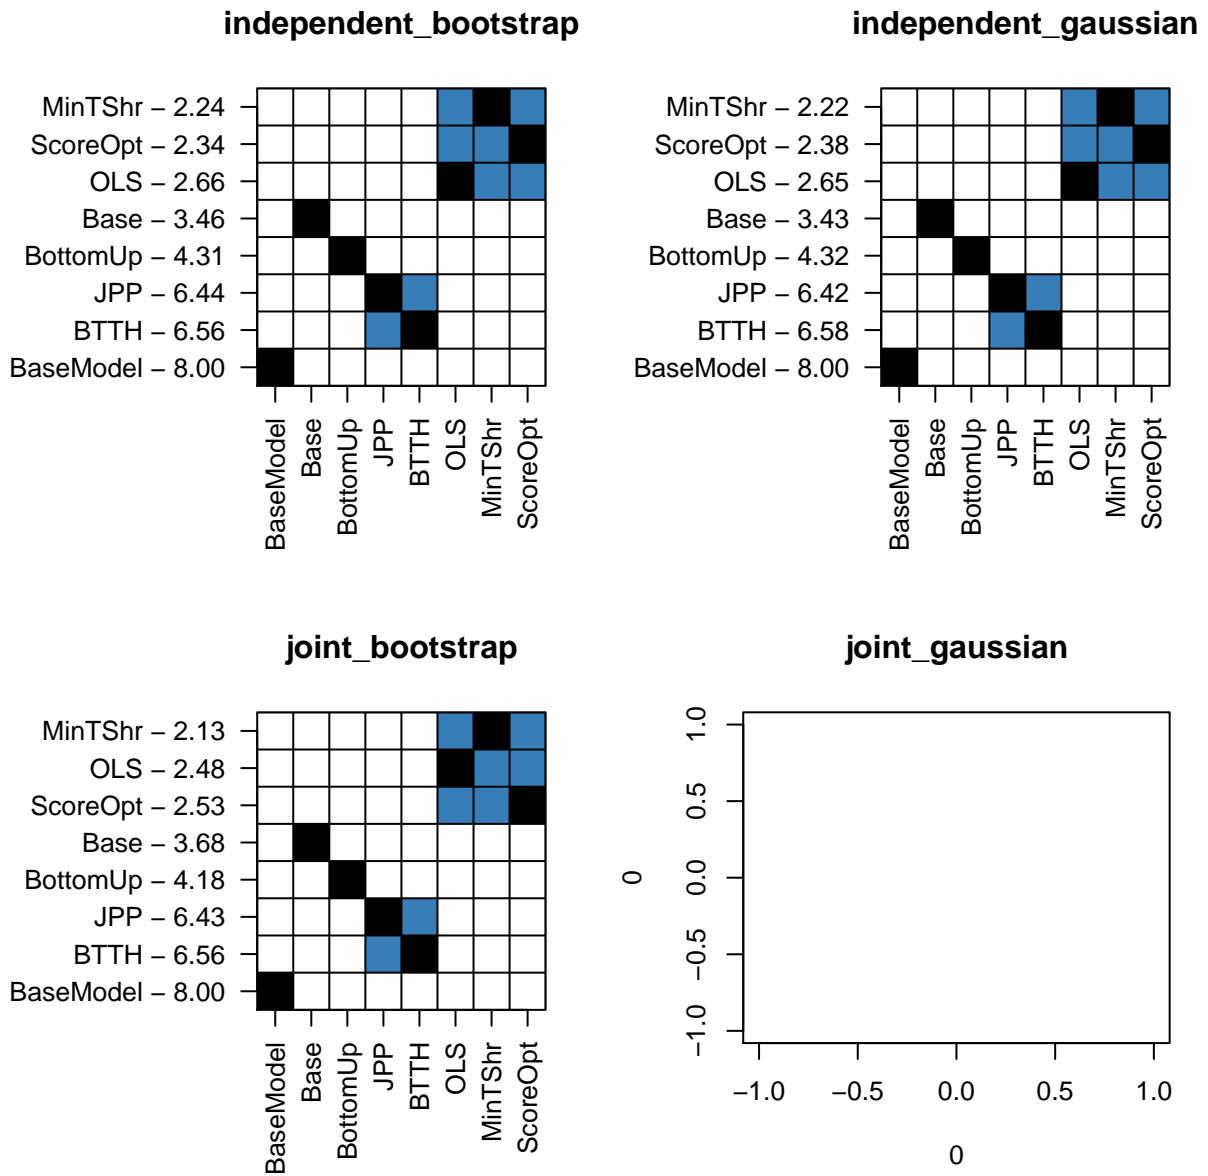 independent_bootstrap
MinTShr − 2.24
ScoreOpt − 2.34
OLS − 2.66
Base − 3.46
BottomUp − 4.31
JPP − 6.44
BTTH − 6.56
BaseModel − 8.00
BaseModel
Base
BottomUp
JPP
BTTH
OLS
MinTShr
ScoreOpt
independent_gaussian
MinTShr − 2.22
ScoreOpt − 2.38
OLS − 2.65
Base − 3.43
BottomUp − 4.32
JPP − 6.42
BTTH − 6.58
BaseModel − 8.00
BaseModel
Base
BottomUp
JPP
BTTH
OLS
MinTShr
ScoreOpt
joint_bootstrap
MinTShr − 2.13
OLS − 2.48
ScoreOpt − 2.53
Base − 3.68
BottomUp − 4.18
JPP − 6.43
BTTH − 6.56
BaseModel − 8.00
BaseModel
Base
BottomUp
JPP
BTTH
OLS
MinTShr
ScoreOpt
joint_gaussian
1.0
0.5
0.0
−0.5
−1.0
0
−1.0 −0.5 0.0 0.5 1.0
0